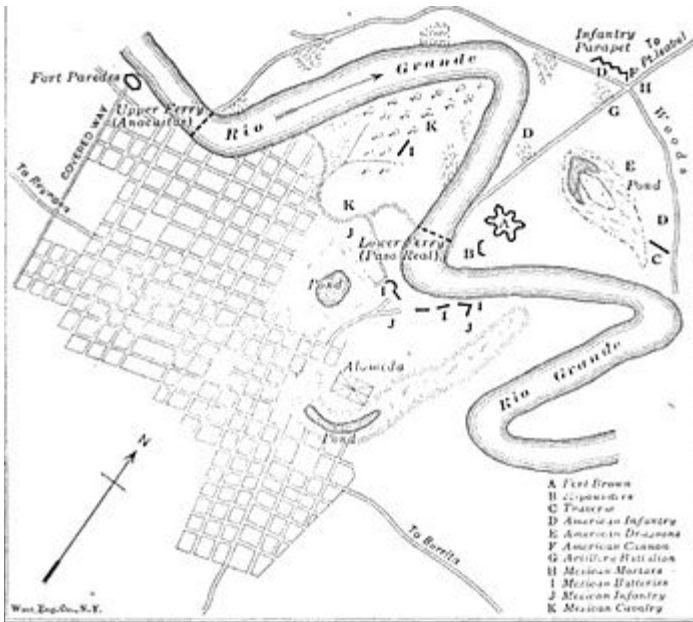 Infantry
Parapet
To
Pt. Isabel
D
F
H
G
Fort Paredes
Upper Ferry
(Anacuitas)
COVERED WAY
Rio
Grande
K
I
D
Woods
E
Pond
D
C
To Reynosa
K
J
Lower Ferry
(Paso Real)
A
B
Pond
I
J
I
I
J
Alameda
Pond
Rio Grande
N
To Burrita
A Fort Brown
B
C Traverse
D American Infantry
E American Dragoons
F American Cannon
G Artillery Battalion
H Mexican Mortars
I Mexican Batteries
J Mexican Infantry
K Mexican Cavalry
West. Eng. Co., N.Y.